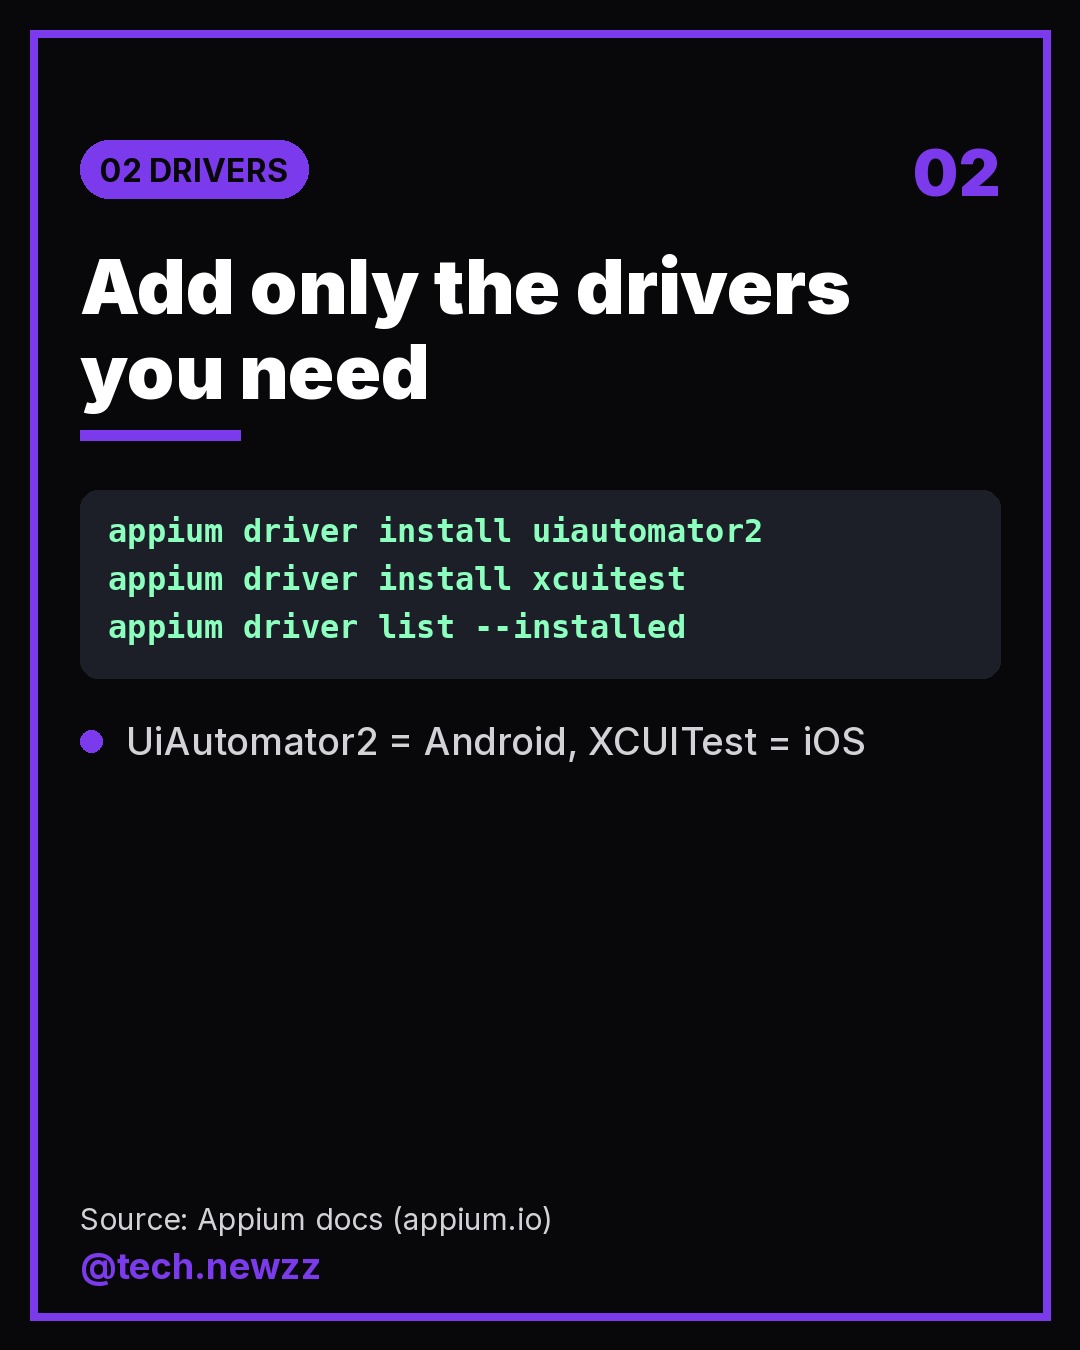 02 DRIVERS
02
Add only the drivers
you need
appium driver install uiautomator2
appium driver install xcuitest
appium driver list --installed
UiAutomator2 = Android, XCUITest = iOS
Source: Appium docs (appium.io)
@tech.newzz